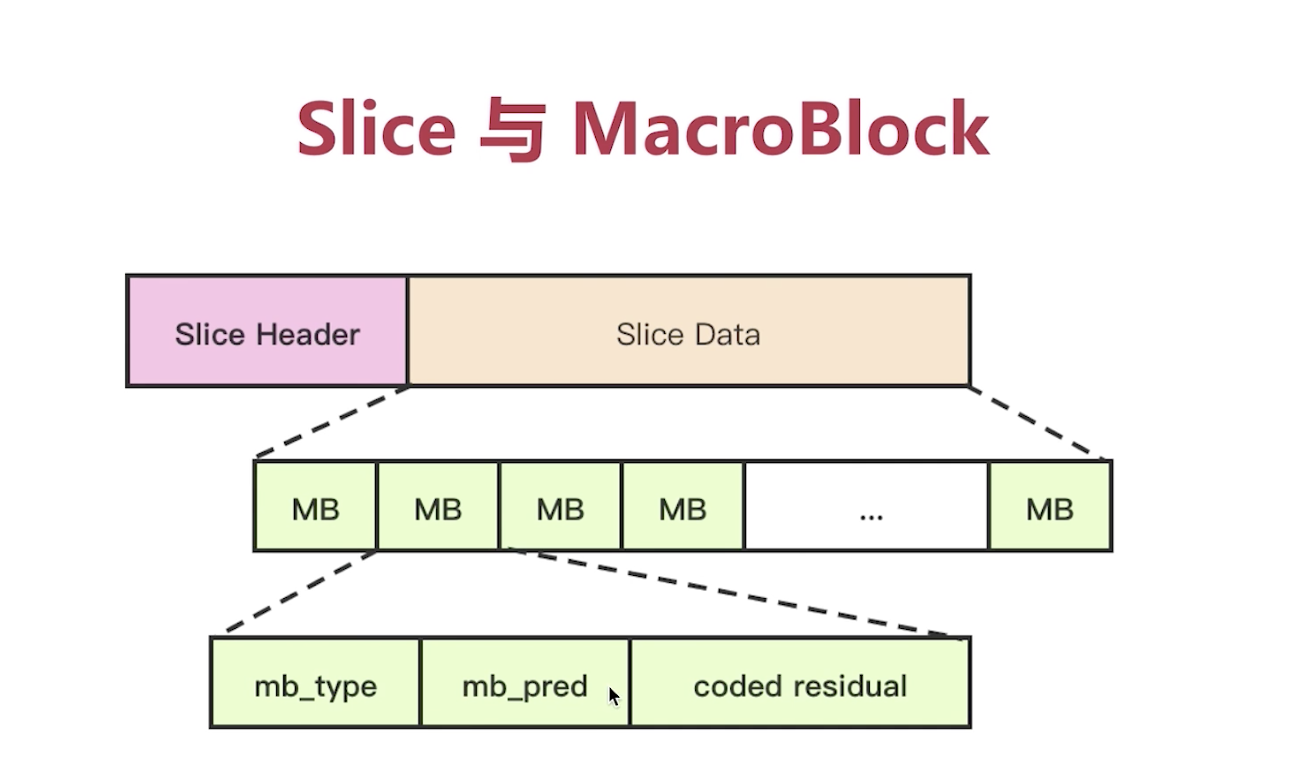 Slice 与 MacroBlock
Slice Header Slice Data
MB MB MB MB ... MB
mb_type mb_pred coded residual